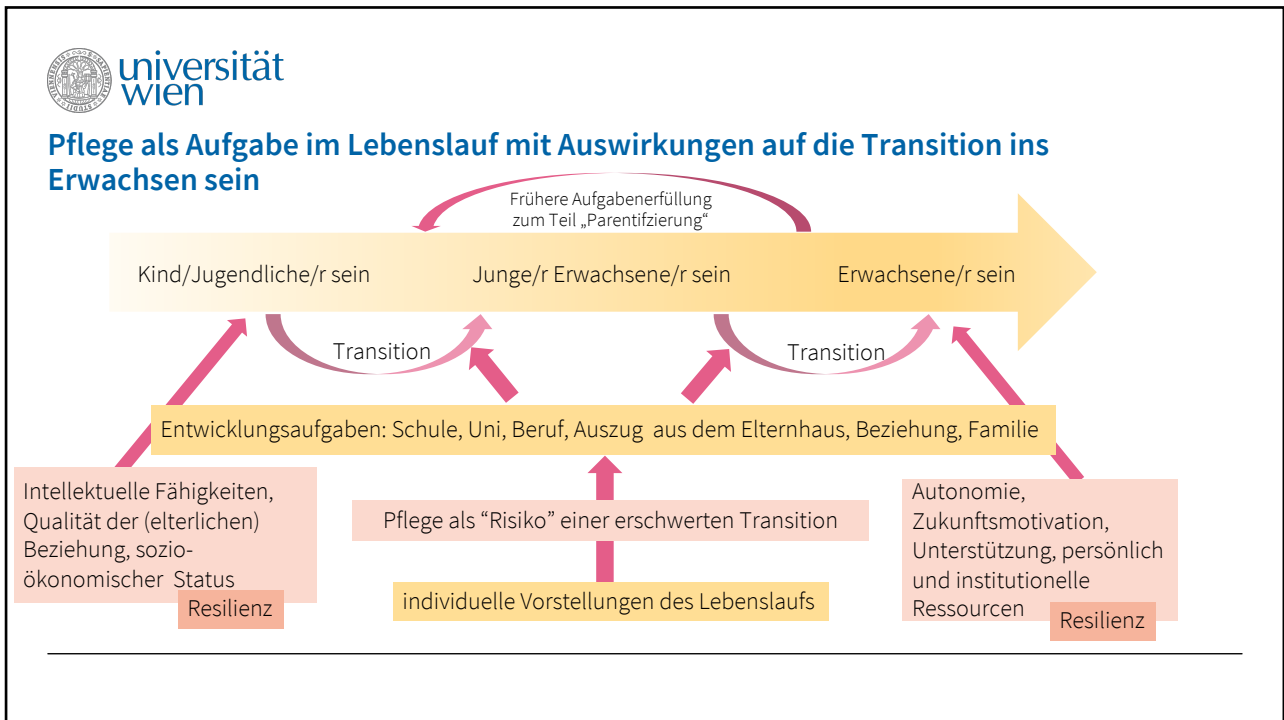 universität
wien
Pflege als Aufgabe im Lebenslauf mit Auswirkungen auf die Transition ins
Erwachsen sein
Frühere Aufgabenerfüllung
zum Teil „Parentifzierung“
Kind/Jugendliche/r sein
Junge/r Erwachsene/r sein
Erwachsene/r sein
Transition
Transition
Entwicklungsaufgaben: Schule, Uni, Beruf, Auszug aus dem Elternhaus, Beziehung, Familie
Intellektuelle Fähigkeiten,
Qualität der (elterlichen)
Beziehung, sozio-
ökonomischer Status
Resilienz
Pflege als “Risiko” einer erschwerten Transition
individuelle Vorstellungen des Lebenslaufs
Autonomie,
Zukunftsmotivation,
Unterstützung, persönlich
und institutionelle
Ressourcen
Resilienz